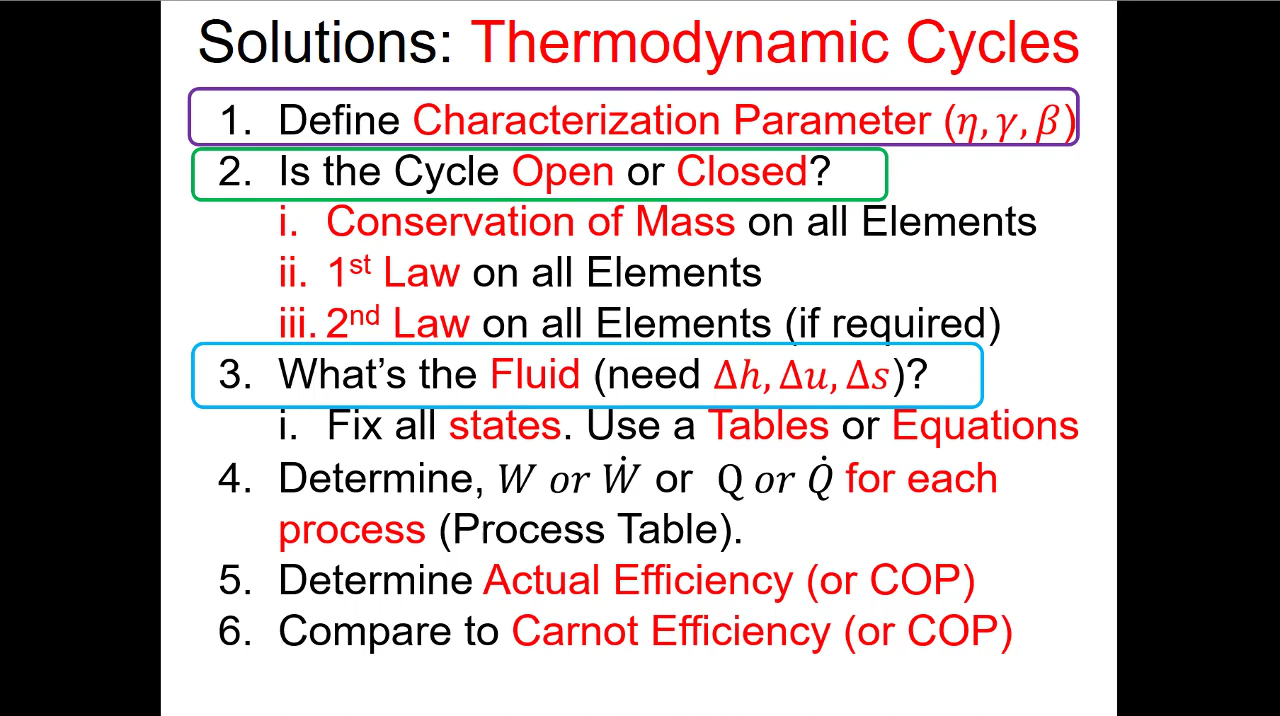 Solutions: Thermodynamic Cycles
1. Define Characterization Parameter (η, γ, β)
2. Is the Cycle Open or Closed?
i. Conservation of Mass on all Elements
ii. 1st Law on all Elements
iii. 2nd Law on all Elements (if required)
3. What's the Fluid (need Δh, Δu, Δs)?
i. Fix all states. Use a Tables or Equations
4. Determine, W or Ẇ or Q or Q̇ for each
process (Process Table).
5. Determine Actual Efficiency (or COP)
6. Compare to Carnot Efficiency (or COP)